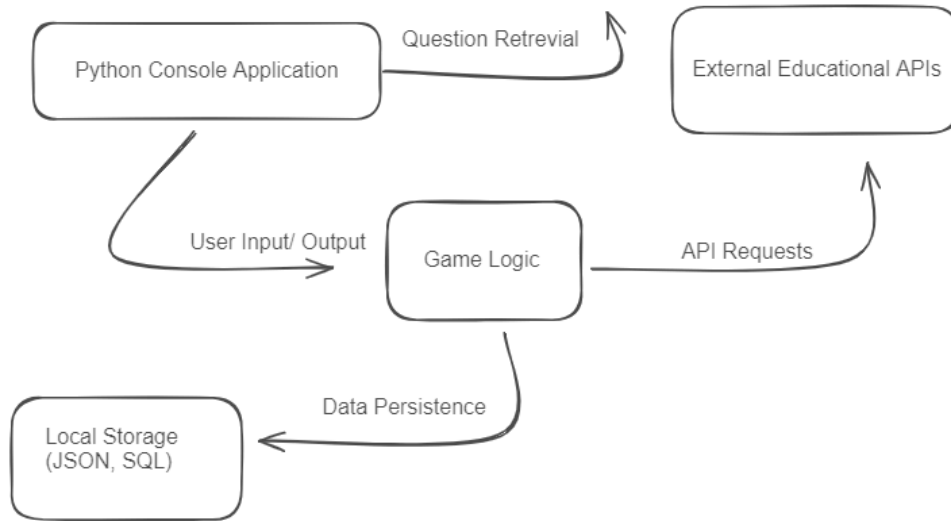 Question Retrevial
Python Console Application
External Educational APIs
User Input/ Output
Game Logic
API Requests
Data Persistence
Local Storage
(JSON, SQL)